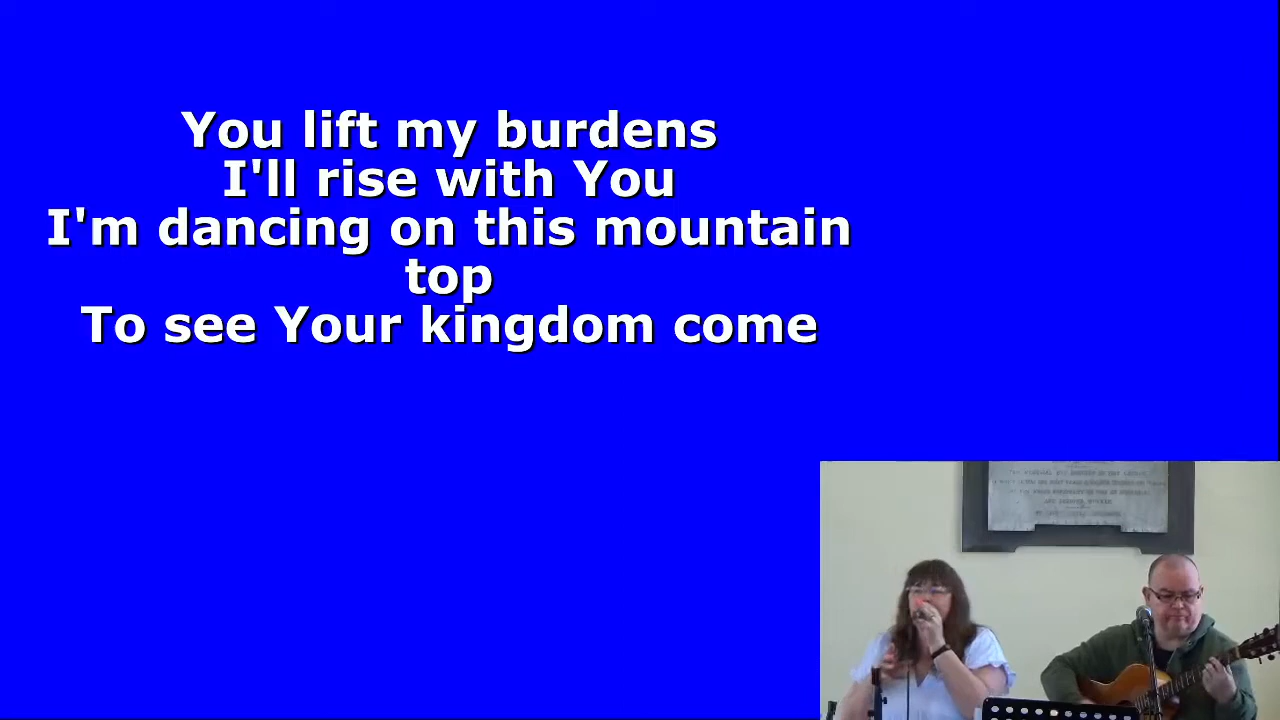 You lift my burdens
I'll rise with You
I'm dancing on this mountain
top
To see Your kingdom come